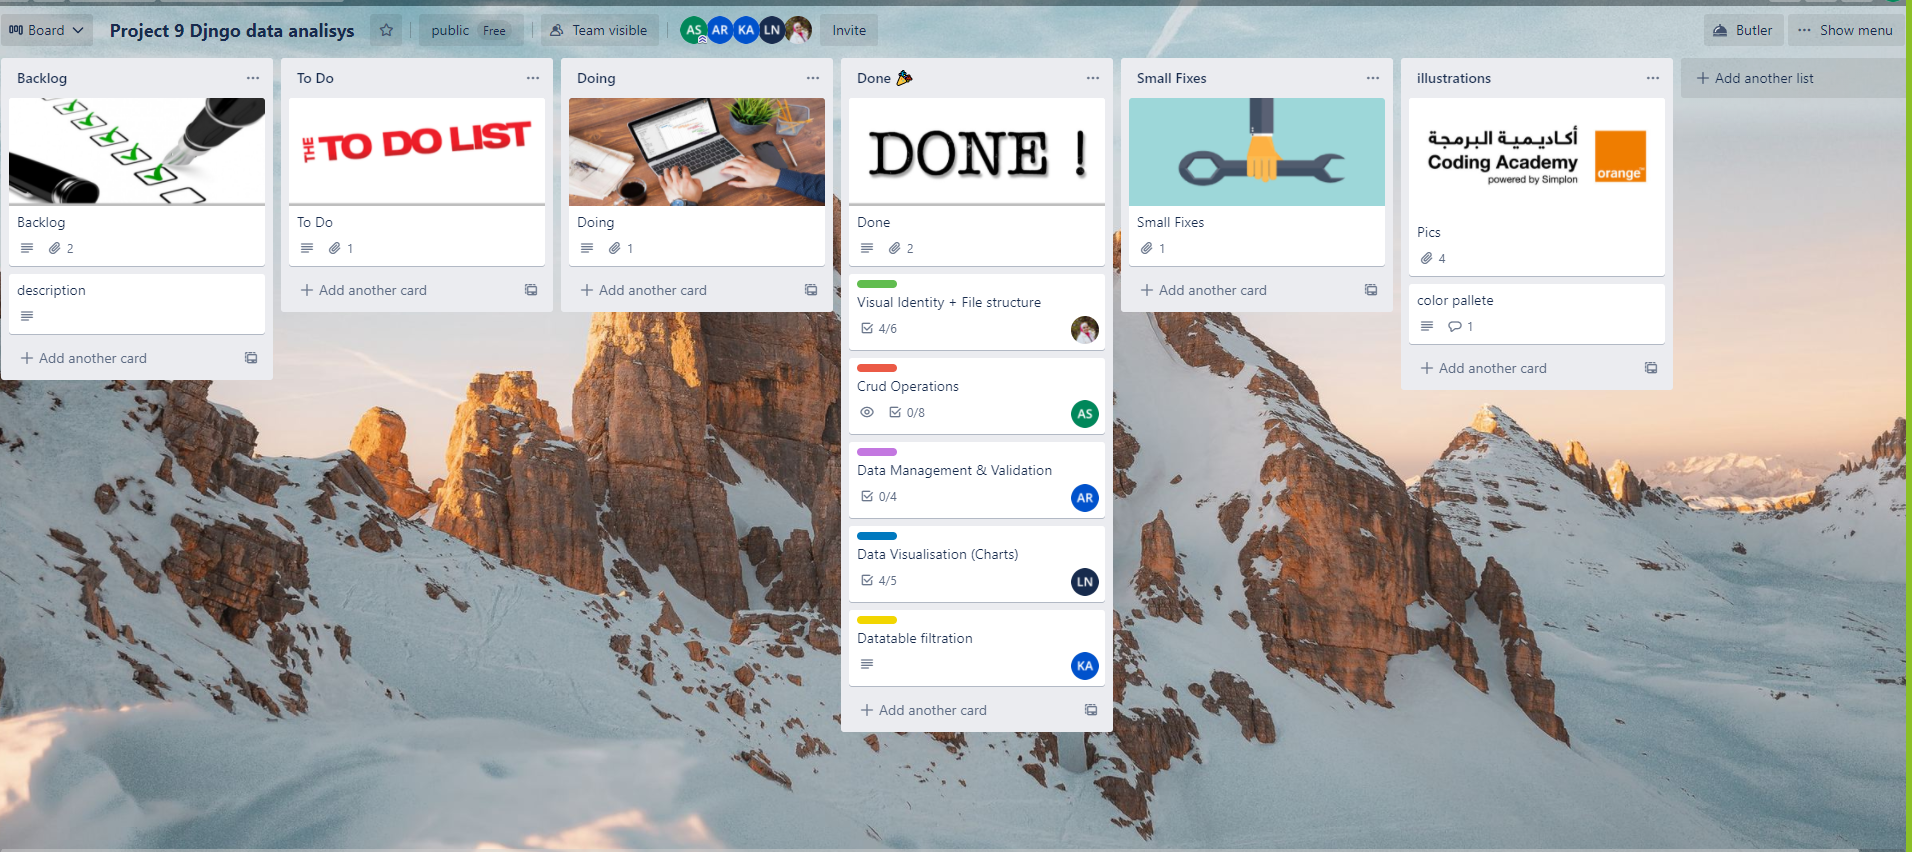 Board
Project 9 Djngo data analisys
public Free
Team visible
AS AR KA LN
Invite
Butler
Show menu
Backlog
Backlog
2
description
Add another card
To Do
THE TO DO LIST
To Do
1
Add another card
Doing
Doing
1
Add another card
Done
DONE !
Done
2
Visual Identity + File structure
4/6
Crud Operations
0/8
AS
Data Management & Validation
0/4
AR
Data Visualisation (Charts)
4/5
LN
Datatable filtration
KA
Add another card
Small Fixes
Small Fixes
1
Add another card
illustrations
أكاديمية البرمجة
Coding Academy
powered by Simplon
orange™
Pics
4
color pallete
1
Add another card
Add another list